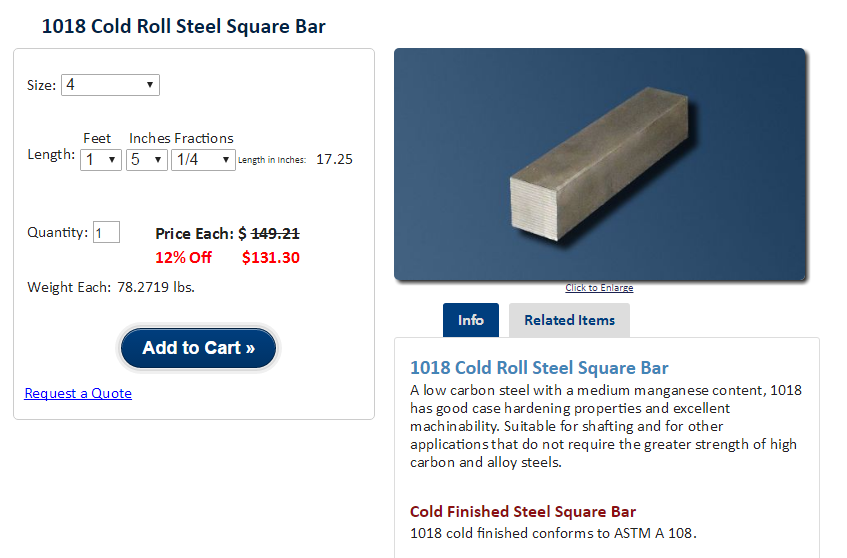 1018 Cold Roll Steel Square Bar
Size: 4
Feet Inches Fractions
Length: 1 5 1/4 Length in Inches: 17.25
Quantity: 1 Price Each: $ 149.21
12% Off $131.30
Weight Each: 78.2719 lbs.
Add to Cart »
Request a Quote
Click to Enlarge
Info Related Items
1018 Cold Roll Steel Square Bar
A low carbon steel with a medium manganese content, 1018
has good case hardening properties and excellent
machinability. Suitable for shafting and for other
applications that do not require the greater strength of high
carbon and alloy steels.
Cold Finished Steel Square Bar
1018 cold finished conforms to ASTM A 108.